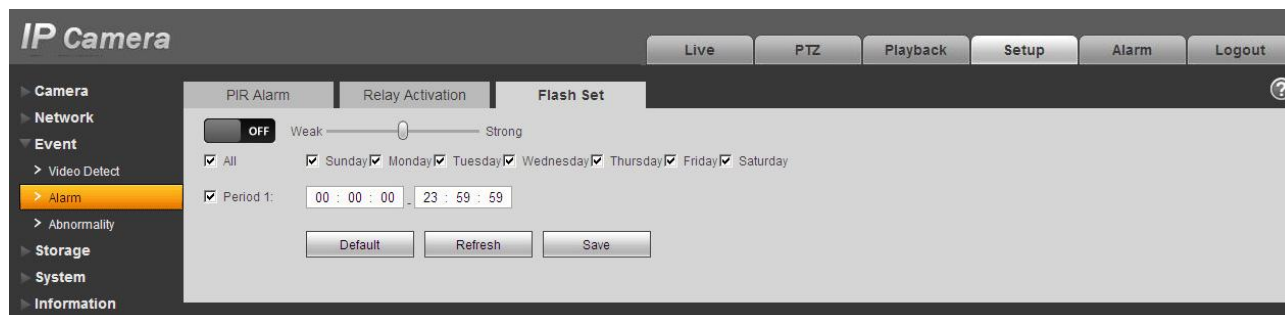 IP Camera
Live PTZ Playback Setup Alarm Logout
?
Camera
Network
Event
> Video Detect
> Alarm
> Abnormality
Storage
System
Information
PIR Alarm Relay Activation Flash Set
OFF Weak Strong
All Sunday Monday Tuesday Wednesday Thursday Friday Saturday
Period 1: 00 : 00 : 00 - 23 : 59 : 59
Default Refresh Save